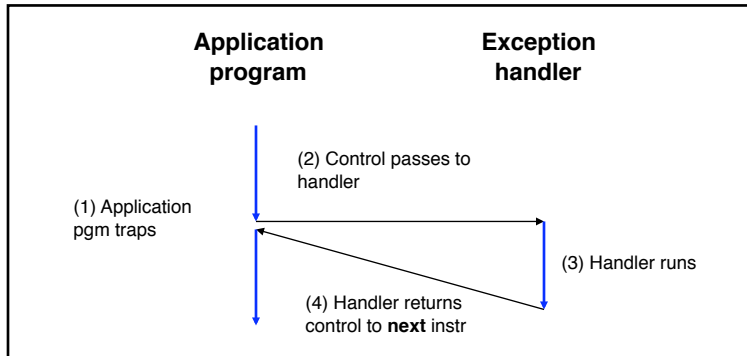 Application
program
Exception
handler
(2) Control passes to
handler
(1) Application
pgm traps
(3) Handler runs
(4) Handler returns
control to next instr